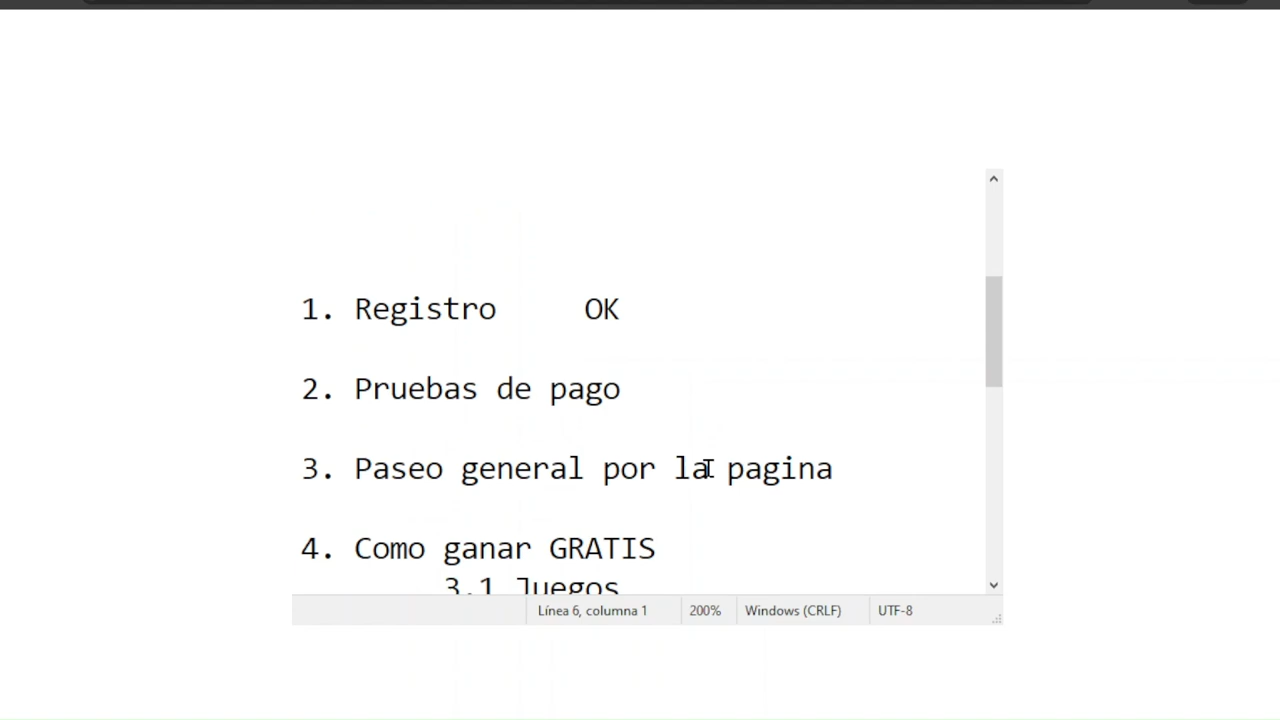 1. Registro     OK
2. Pruebas de pago
3. Paseo general por la pagina
4. Como ganar GRATIS
3.1 Juegos
Línea 6, columna 1 200% Windows (CRLF) UTF-8